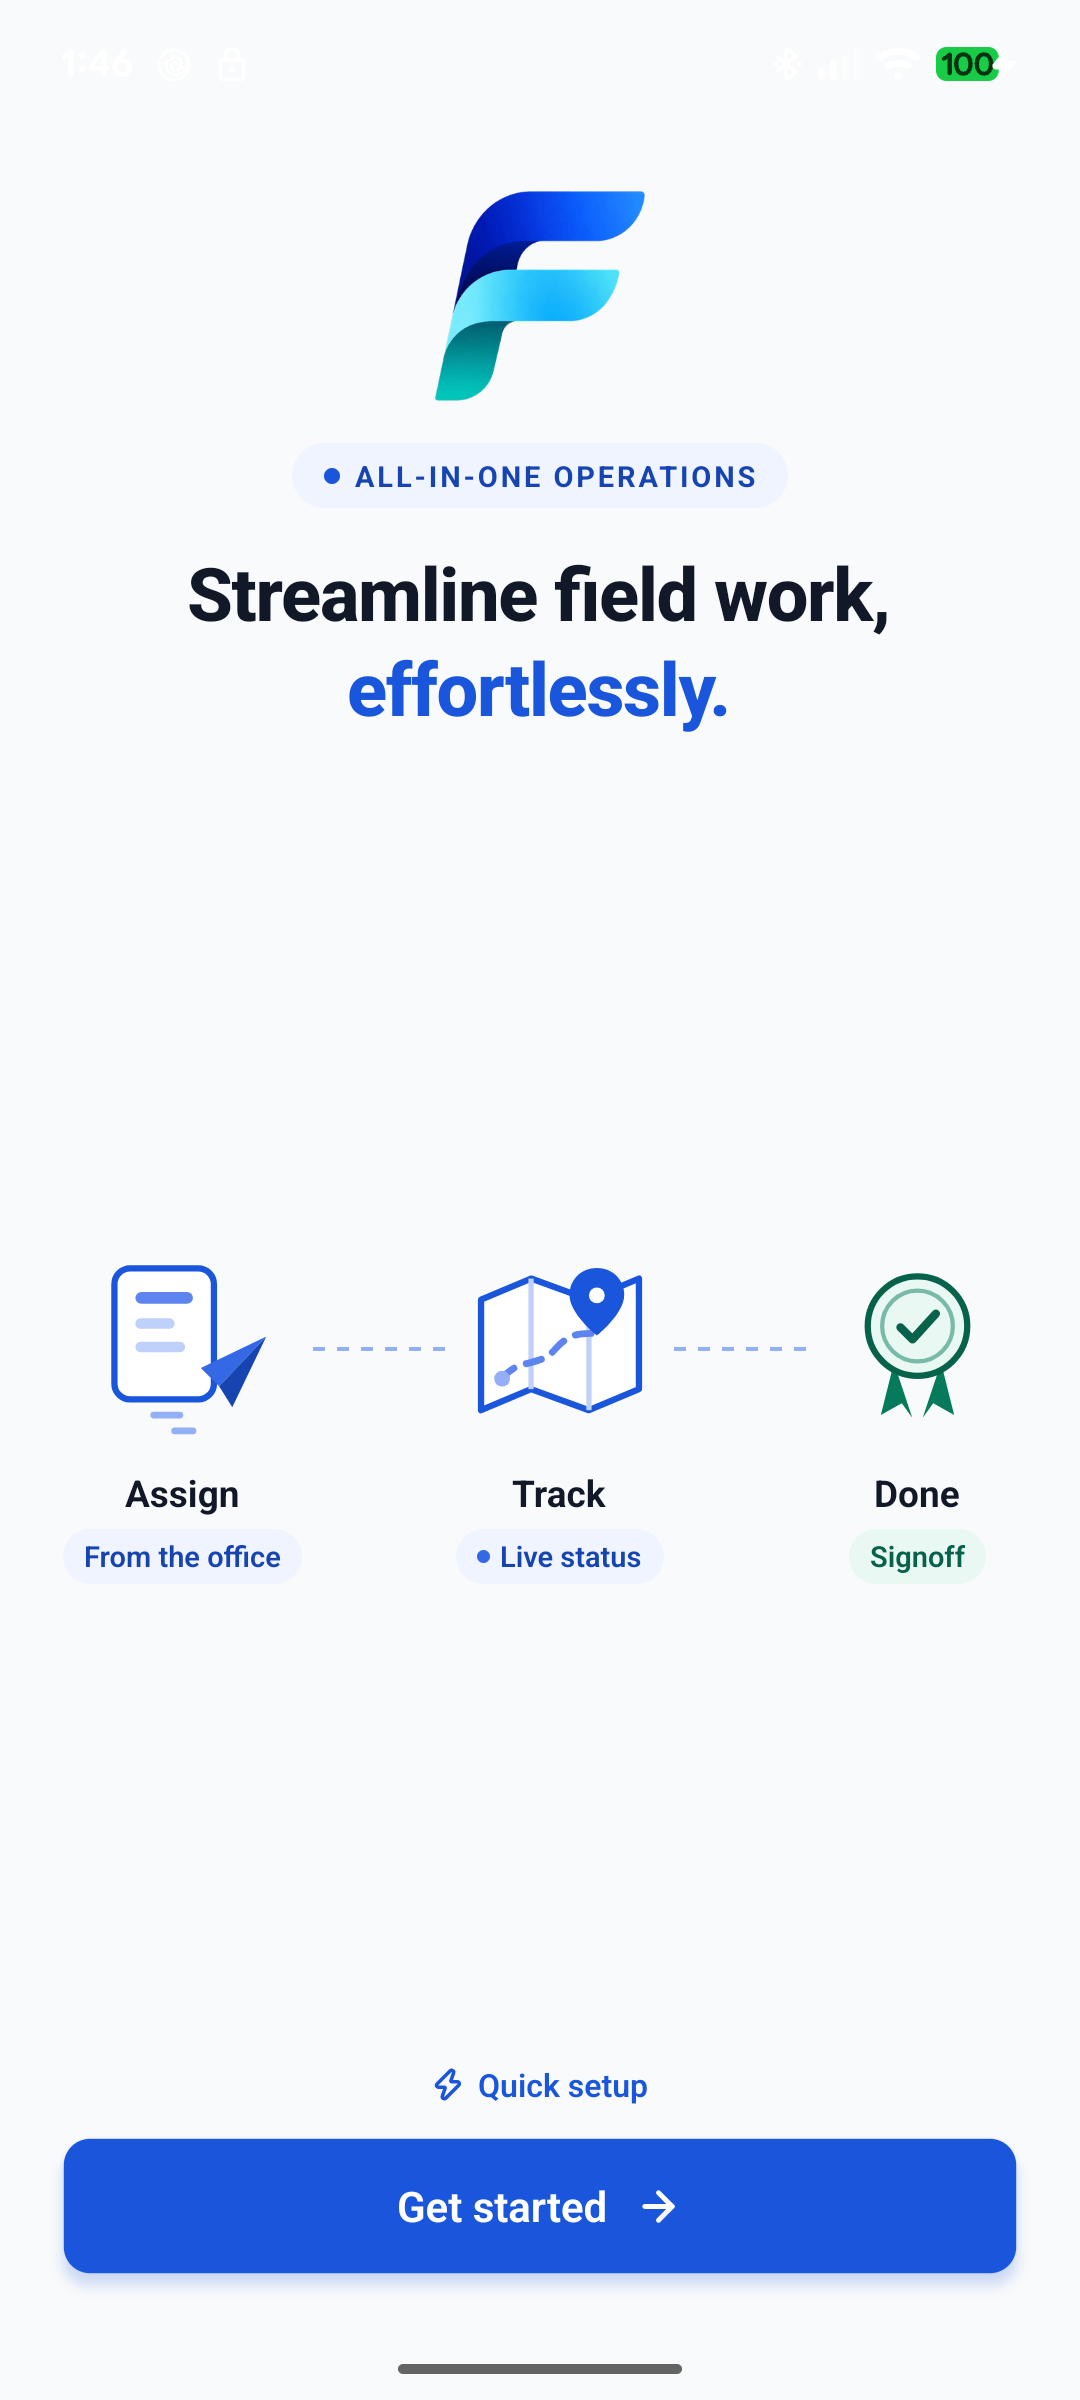 1:46
100
ALL-IN-ONE OPERATIONS
Streamline field work,
effortlessly.
Assign
Track
Done
From the office
Live status
Signoff
Quick setup
Get started